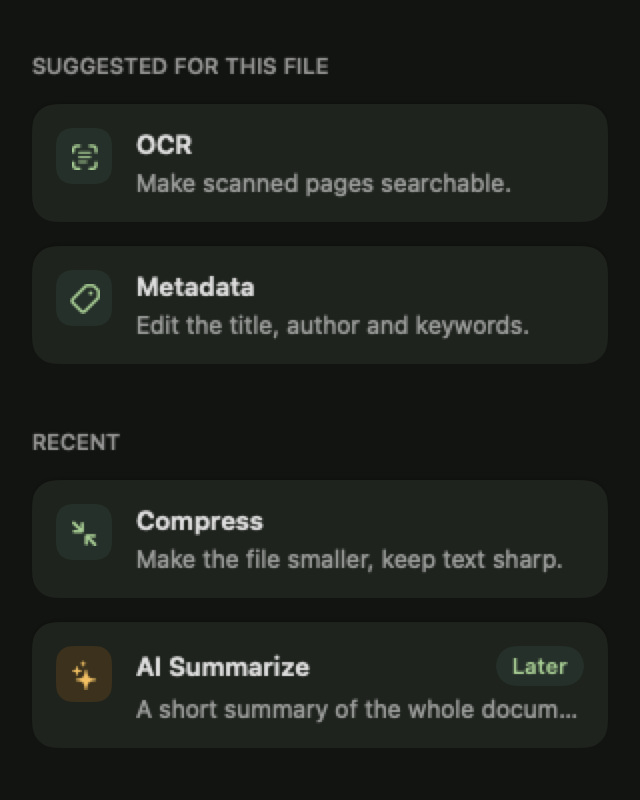 SUGGESTED FOR THIS FILE
OCR
Make scanned pages searchable.
Metadata
Edit the title, author and keywords.
RECENT
Compress
Make the file smaller, keep text sharp.
AI Summarize
Later
A short summary of the whole docum...